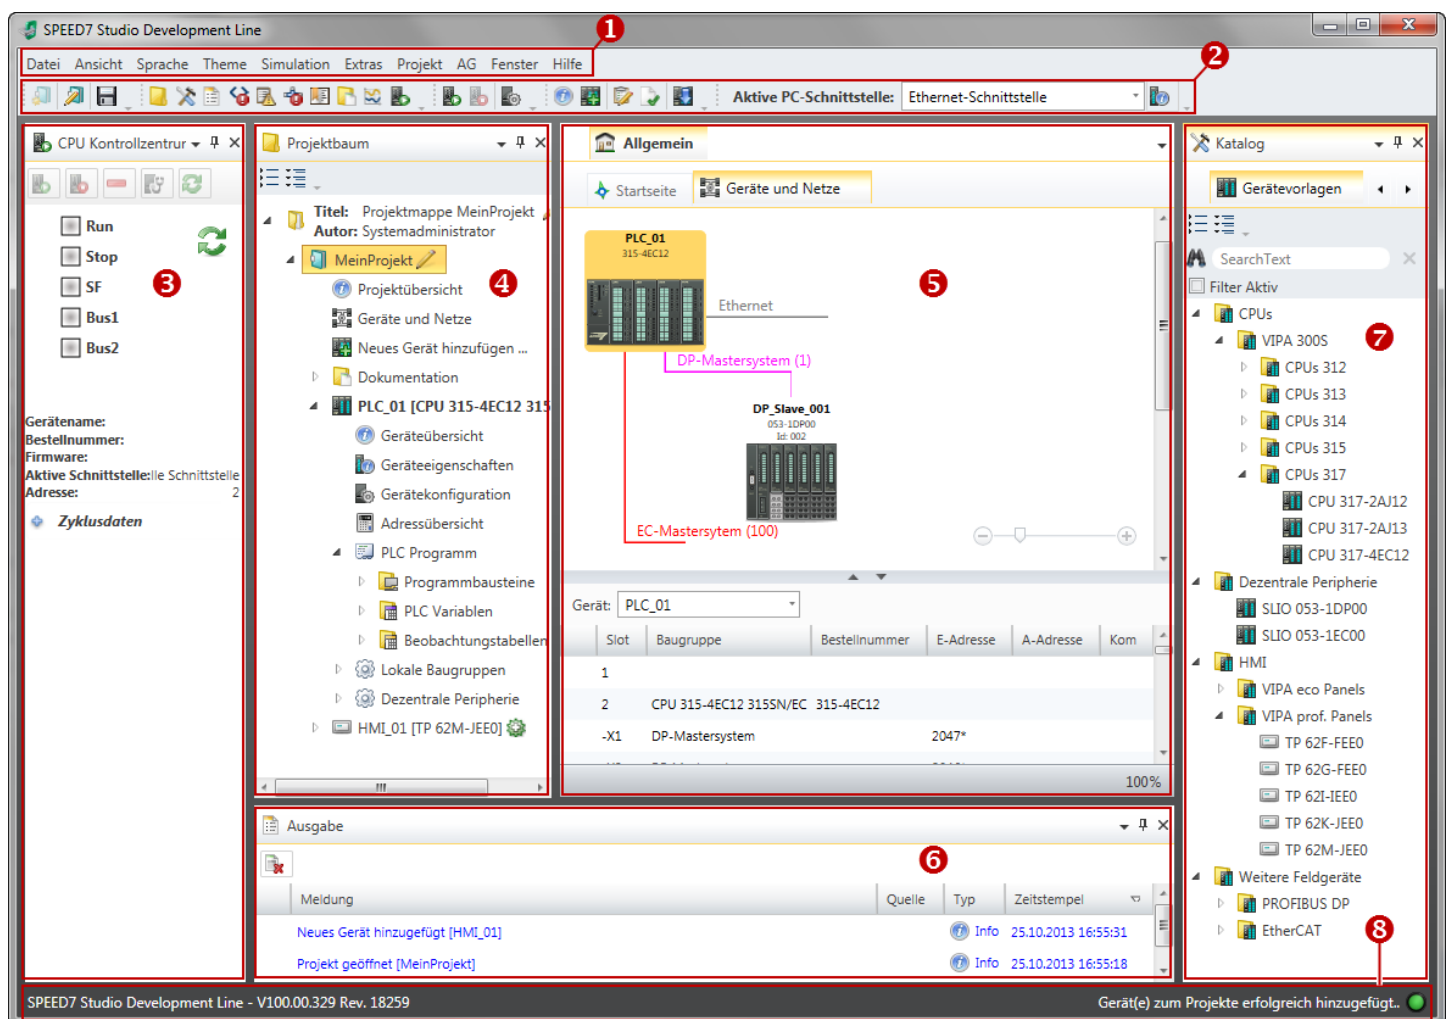 SPEED7 Studio Development Line
1
Datei Ansicht Sprache Theme Simulation Extras Projekt AG Fenster Hilfe
2
Aktive PC-Schnittstelle: Ethernet-Schnittstelle
CPU Kontrollzentrur
Run
Stop
SF
Bus1
Bus2
3
Gerätename:
Bestellnummer:
Firmware:
Aktive Schnittstelle:lle Schnittstelle
Adresse: 2
Zyklusdaten
Projektbaum
Titel: Projektmappe MeinProjekt
Autor: Systemadministrator
MeinProjekt
4
Projektübersicht
Geräte und Netze
Neues Gerät hinzufügen ...
Dokumentation
PLC_01 [CPU 315-4EC12 315
Geräteübersicht
Geräteeigenschaften
Gerätekonfiguration
Adressübersicht
PLC Programm
Programmbausteine
PLC Variablen
Beobachtungstabellen
Lokale Baugruppen
Dezentrale Peripherie
HMI_01 [TP 62M-JEE0]
Allgemein
Startseite Geräte und Netze
PLC_01
315-4EC12
5
Ethernet
DP-Mastersystem (1)
DP_Slave_001
053-1DP00
Id: 002
EC-Mastersytem (100)
Gerät: PLC_01
Slot Baugruppe Bestellnummer E-Adresse A-Adresse Kom
1
2 CPU 315-4EC12 315SN/EC 315-4EC12
-X1 DP-Mastersystem 2047*
100%
Ausgabe
6
Meldung Quelle Typ Zeitstempel
Neues Gerät hinzugefügt [HMI_01] Info 25.10.2013 16:55:31
Projekt geöffnet [MeinProjekt] Info 25.10.2013 16:55:18
Katalog
Gerätevorlagen
SearchText
Filter Aktiv
CPUs
7
VIPA 300S
CPUs 312
CPUs 313
CPUs 314
CPUs 315
CPUs 317
CPU 317-2AJ12
CPU 317-2AJ13
CPU 317-4EC12
Dezentrale Peripherie
SLIO 053-1DP00
SLIO 053-1EC00
HMI
VIPA eco Panels
VIPA prof. Panels
TP 62F-FEE0
TP 62G-FEE0
TP 62I-IEE0
TP 62K-JEE0
TP 62M-JEE0
Weitere Feldgeräte
PROFIBUS DP
EtherCAT
8
SPEED7 Studio Development Line - V100.00.329 Rev. 18259
Gerät(e) zum Projekte erfolgreich hinzugefügt..